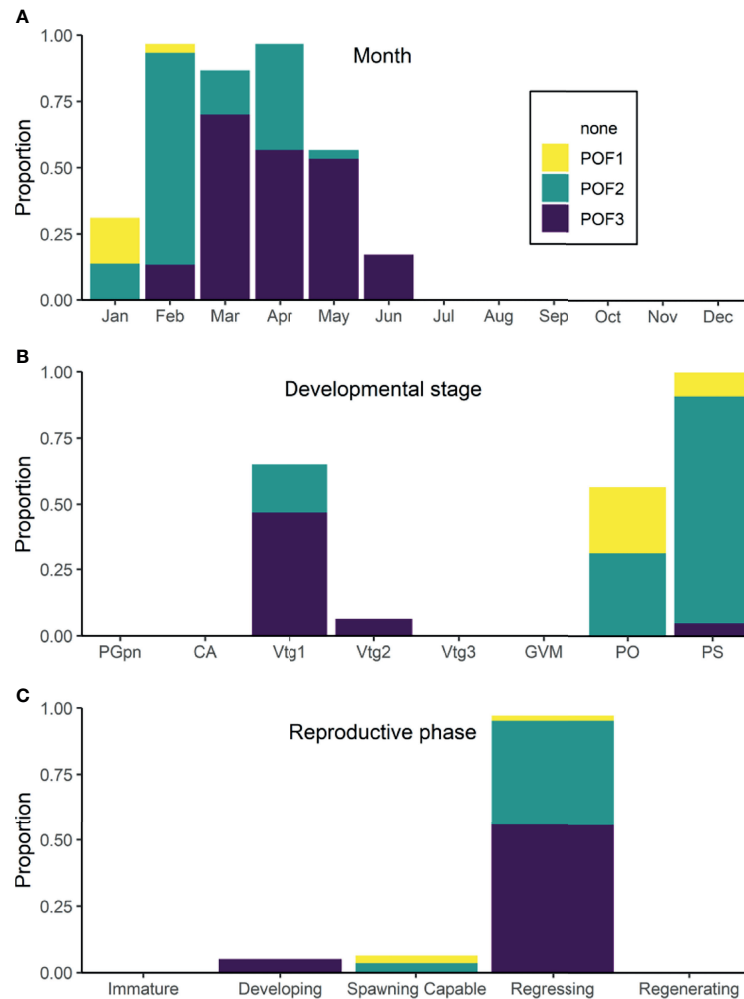 A
Month
Proportion
1.00
0.75
0.50
0.25
0.00
none
POF1
POF2
POF3
Jan Feb Mar Apr May Jun Jul Aug Sep Oct Nov Dec
B
Developmental stage
Proportion
1.00
0.75
0.50
0.25
0.00
PGpn CA Vtg1 Vtg2 Vtg3 GVM PO PS
C
Reproductive phase
Proportion
1.00
0.75
0.50
0.25
0.00
Immature Developing Spawning Capable Regressing Regenerating